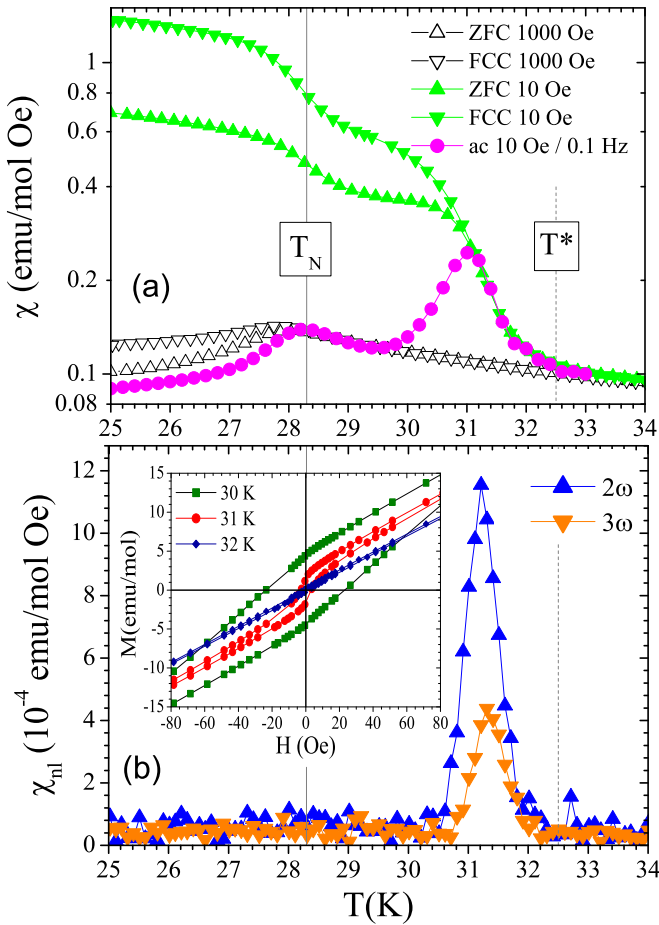 ZFC 1000 Oe
FCC 1000 Oe
ZFC 10 Oe
FCC 10 Oe
ac 10 Oe / 0.1 Hz
1
0.8
0.6
0.4
0.2
0.1
0.08
χ (emu/mol Oe)
T_N
T*
(a)
25 26 27 28 29 30 31 32 33 34
12
10
8
6
4
2
0
χ_nl (10⁻⁴ emu/mol Oe)
2ω
3ω
15
10
5
0
-5
-10
-15
M(emu/mol)
30 K
31 K
32 K
-80 -60 -40 -20 0 20 40 60 80
H (Oe)
(b)
25 26 27 28 29 30 31 32 33 34
T(K)